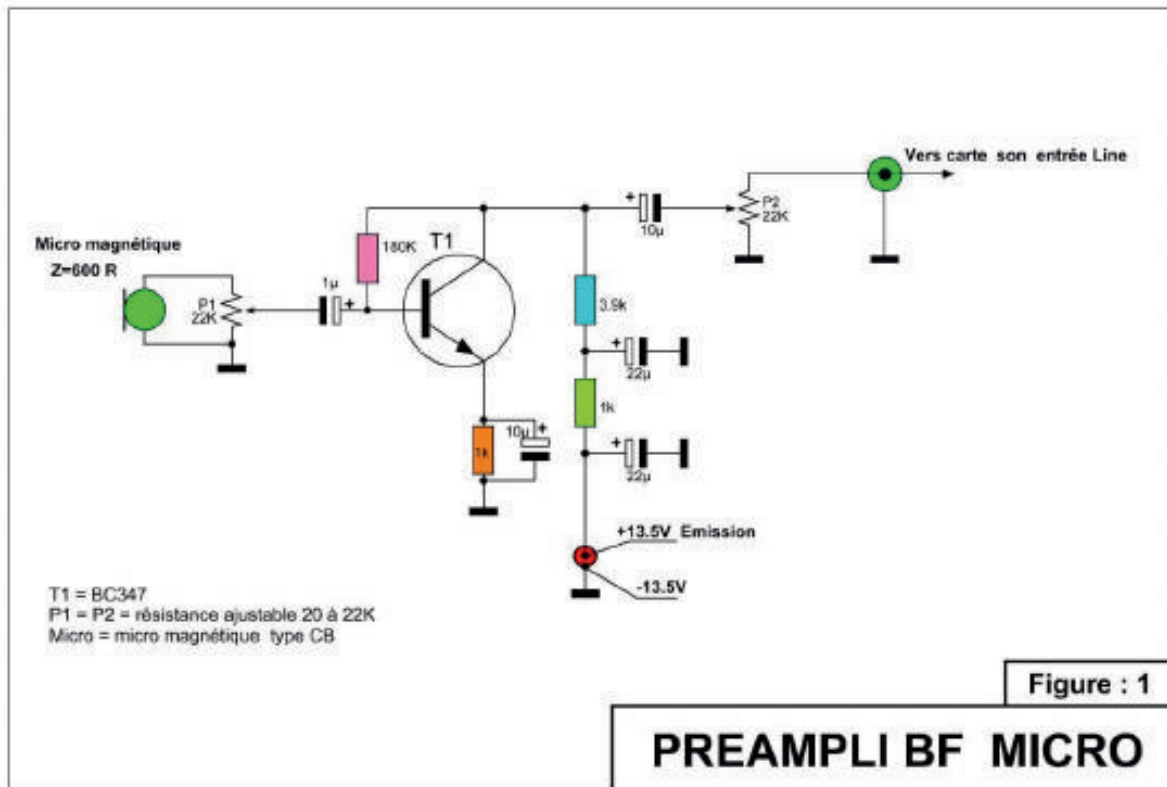 Vers carte son entrée Line
P2
22K
10µ
Micro magnétique
Z=600 R
180K
T1
1µ
P1
22K
3.9k
22µ
1k
10µ
1k
22µ
+13.5V Emission
-13.5V
T1 = BC347
P1 = P2 = résistance ajustable 20 à 22K
Micro = micro magnétique type CB
Figure : 1
PREAMPLI BF MICRO